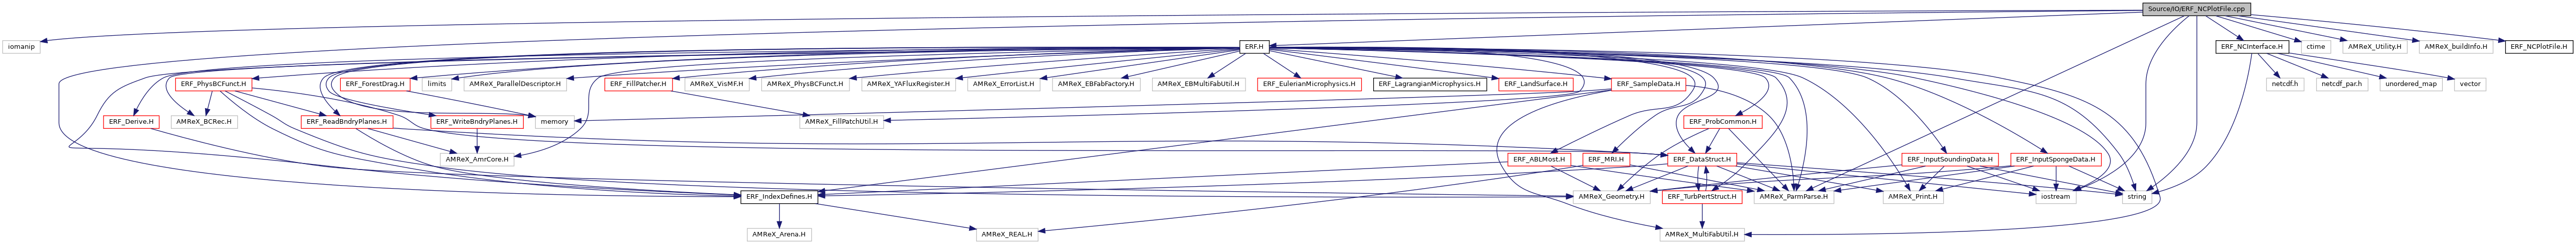 Source/IO/ERF_NCPlotFile.cpp
iomanip
ERF.H
ERF_NCInterface.H
ctime
AMReX_Utility.H
AMReX_buildInfo.H
ERF_NCPlotFile.H
ERF_PhysBCFunct.H
ERF_ForestDrag.H
limits
AMReX_ParallelDescriptor.H
ERF_FillPatcher.H
AMReX_VisMF.H
AMReX_PhysBCFunct.H
AMReX_YAFluxRegister.H
AMReX_ErrorList.H
AMReX_EBFabFactory.H
AMReX_EBMultiFabUtil.H
ERF_EulerianMicrophysics.H
ERF_LagrangianMicrophysics.H
ERF_LandSurface.H
ERF_SampleData.H
netcdf.h
netcdf_par.h
unordered_map
vector
ERF_Derive.H
AMReX_BCRec.H
ERF_ReadBndryPlanes.H
ERF_WriteBndryPlanes.H
memory
AMReX_FillPatchUtil.H
ERF_ProbCommon.H
AMReX_AmrCore.H
ERF_ABLMost.H
ERF_MRI.H
ERF_DataStruct.H
ERF_InputSoundingData.H
ERF_InputSpongeData.H
ERF_IndexDefines.H
AMReX_Geometry.H
ERF_TurbPertStruct.H
AMReX_ParmParse.H
AMReX_Print.H
iostream
string
AMReX_Arena.H
AMReX_REAL.H
AMReX_MultiFabUtil.H